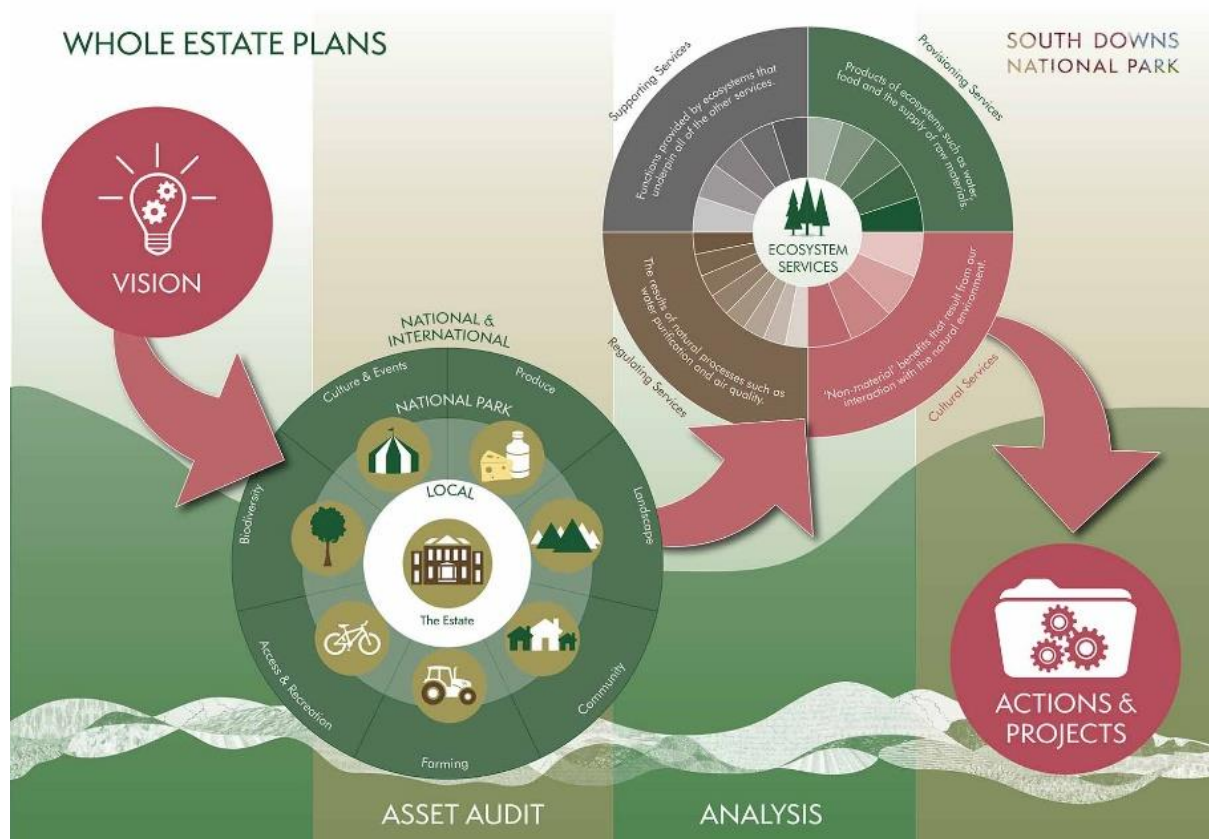 WHOLE ESTATE PLANS
SOUTH DOWNS
NATIONAL PARK
VISION
NATIONAL &
INTERNATIONAL
Culture & Events
Produce
Landscape
Community
Farming
Access & Recreation
Biodiversity
NATIONAL PARK
LOCAL
The Estate
ASSET AUDIT
Supporting Services
Functions provided by ecosystems that
underpin all of the other services.
Provisioning Services
Products of ecosystems such as water,
food and the supply of raw materials.
ECOSYSTEM
SERVICES
Regulating Services
The results of natural processes such as
water purification and air quality.
Cultural Services
'Non-material' benefits that result from our
interaction with the natural environment.
ANALYSIS
ACTIONS &
PROJECTS